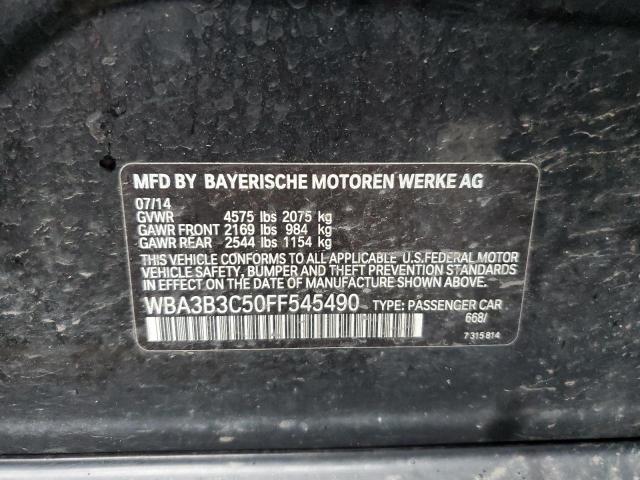 MFD BY BAYERISCHE MOTOREN WERKE AG
07/14
GVWR 4575 lbs 2075 kg
GAWR FRONT 2169 lbs 984 kg
GAWR REAR 2544 lbs 1154 kg
THIS VEHICLE CONFORMS TO ALL APPLICABLE U.S.FEDERAL MOTOR
VEHICLE SAFETY, BUMPER AND THEFT PREVENTION STANDARDS
IN EFFECT ON THE DATE OF MANUFACTURE SHOWN ABOVE.
WBA3B3C50FF545490 TYPE: PASSENGER CAR
668/
7315814